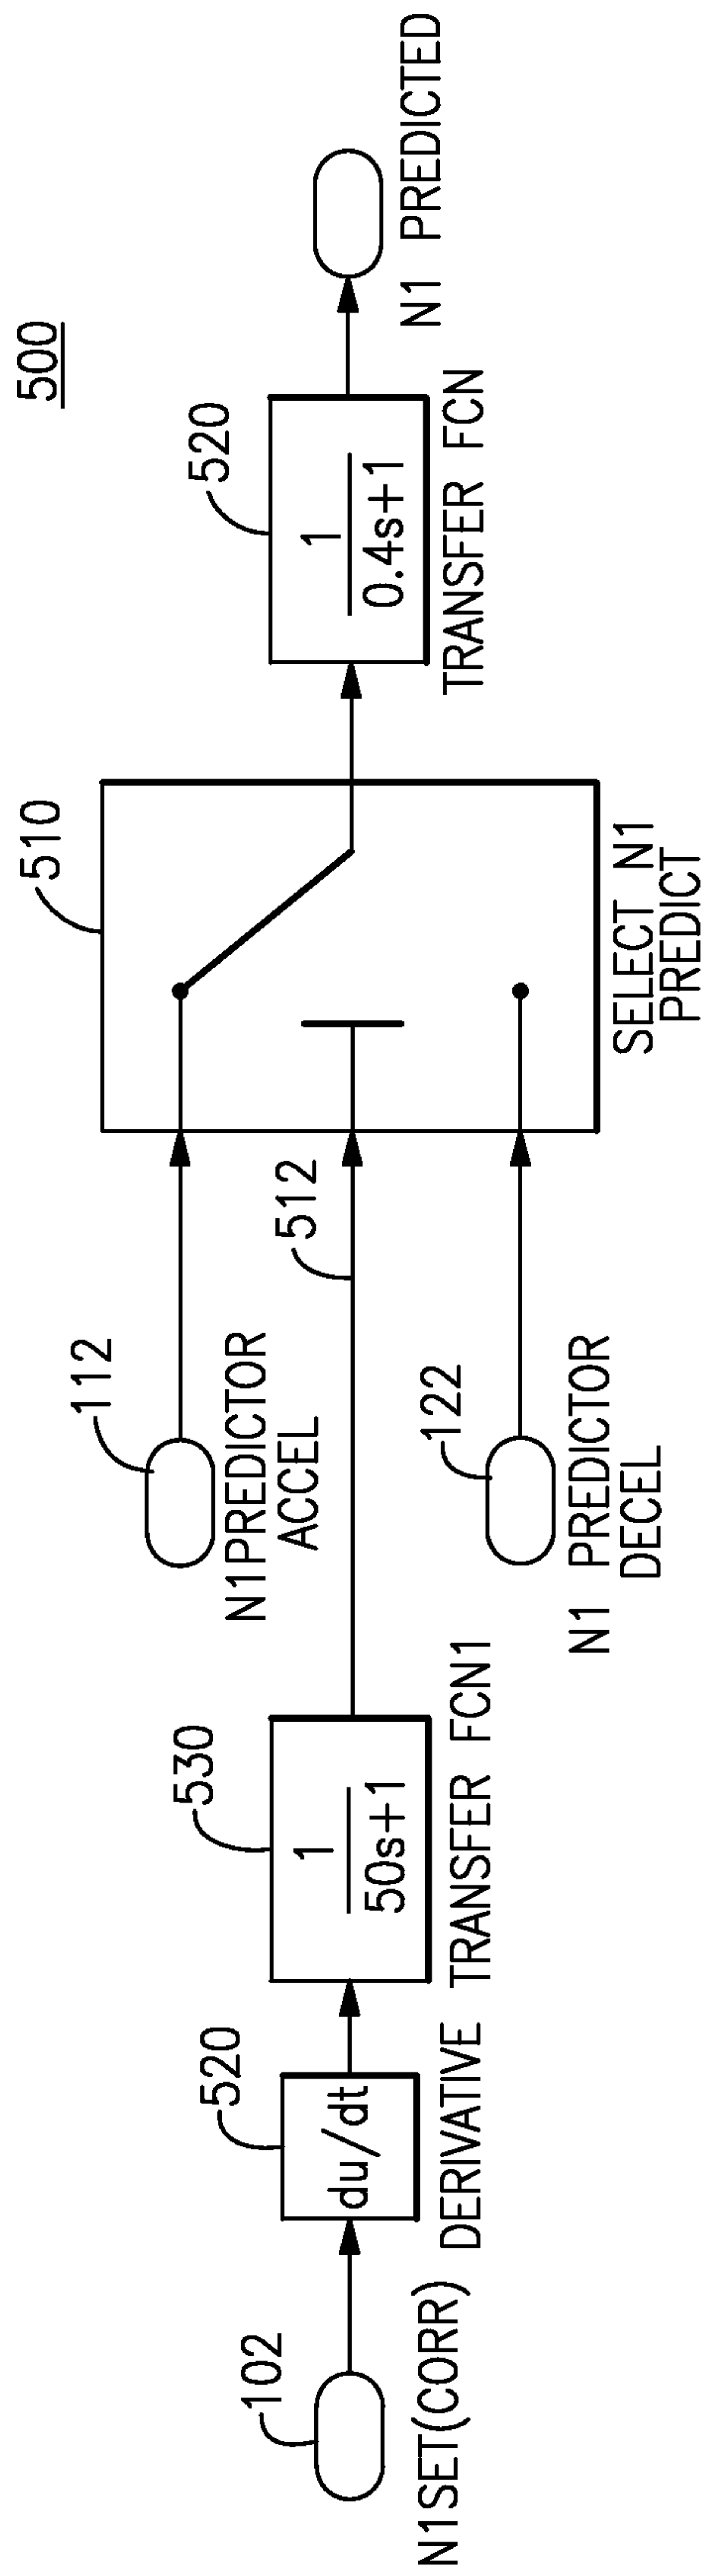 500
102
N1SET(CORR)
520
du/dt
DERIVATIVE
530
1
50s+1
TRANSFER FCN1
112
N1PREDICTOR
ACCEL
512
122
N1 PREDICTOR
DECEL
510
SELECT N1
PREDICT
520
1
0.4s+1
TRANSFER FCN
N1 PREDICTED